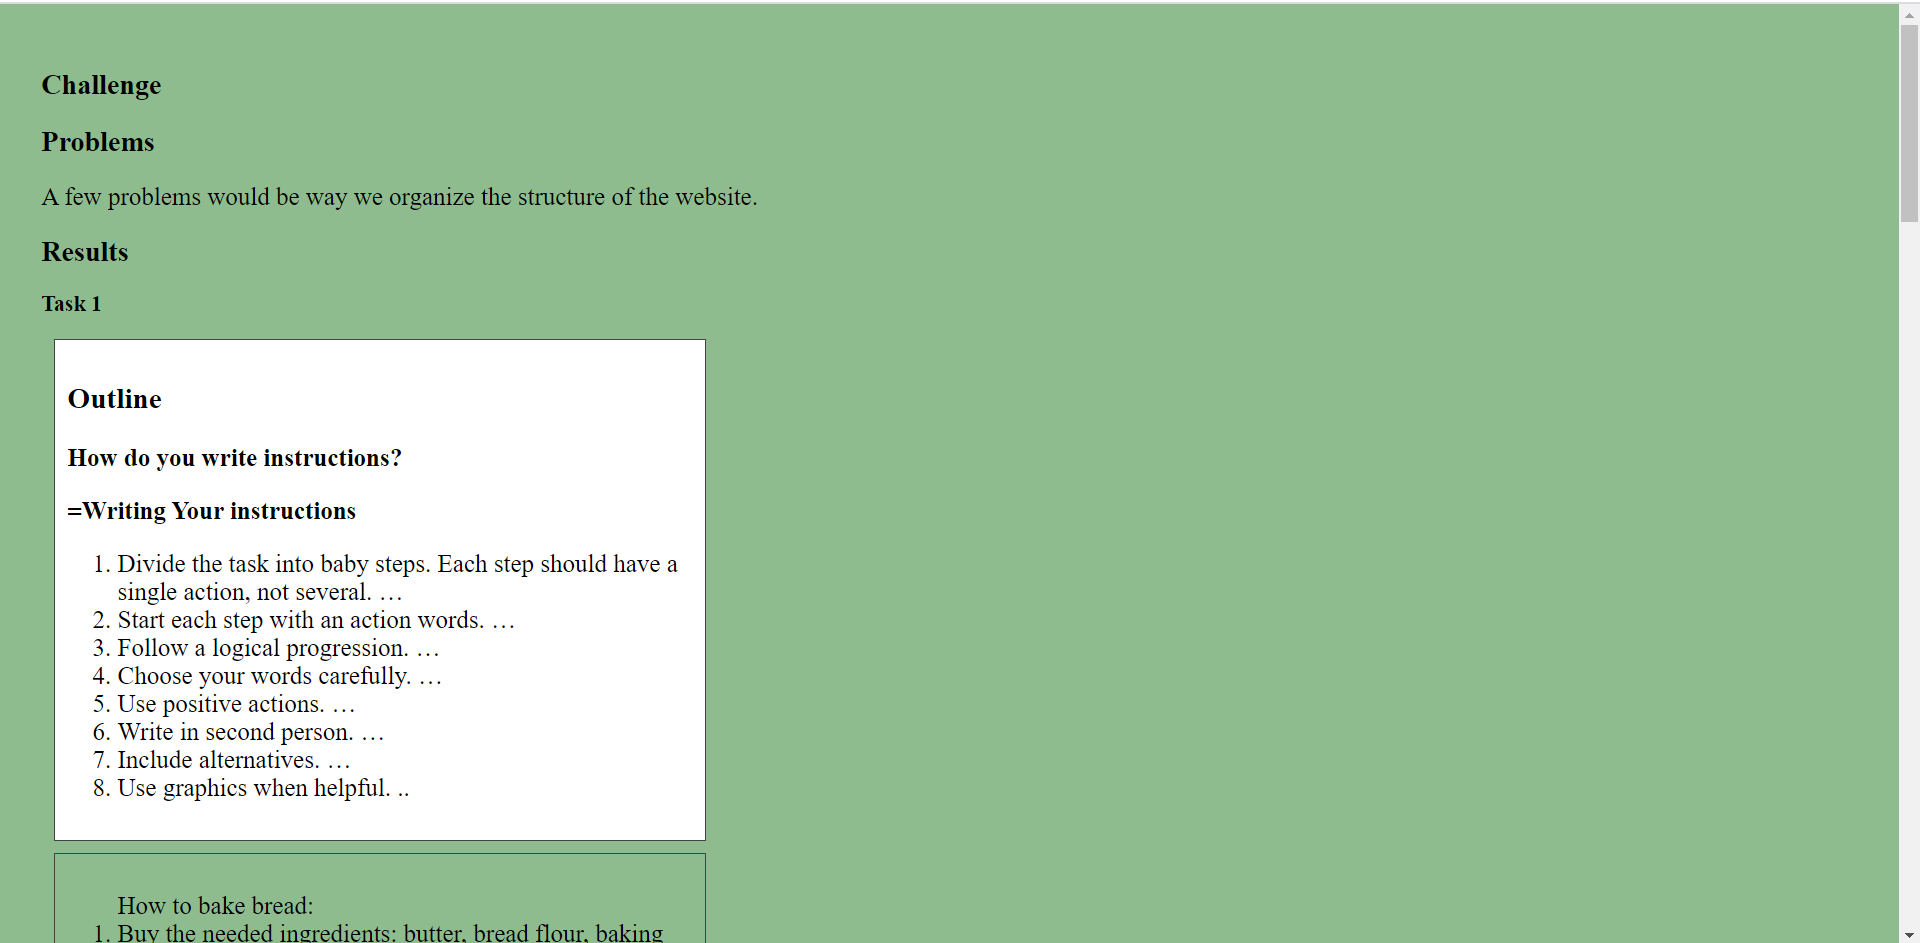 Challenge
Problems
A few problems would be way we organize the structure of the website.
Results
Task 1
Outline
How do you write instructions?
=Writing Your instructions
1. Divide the task into baby steps. Each step should have a
single action, not several. …
2. Start each step with an action words. …
3. Follow a logical progression. …
4. Choose your words carefully. …
5. Use positive actions. …
6. Write in second person. …
7. Include alternatives. …
8. Use graphics when helpful. ..
How to bake bread:
1. Buy the needed ingredients: butter, bread flour, baking